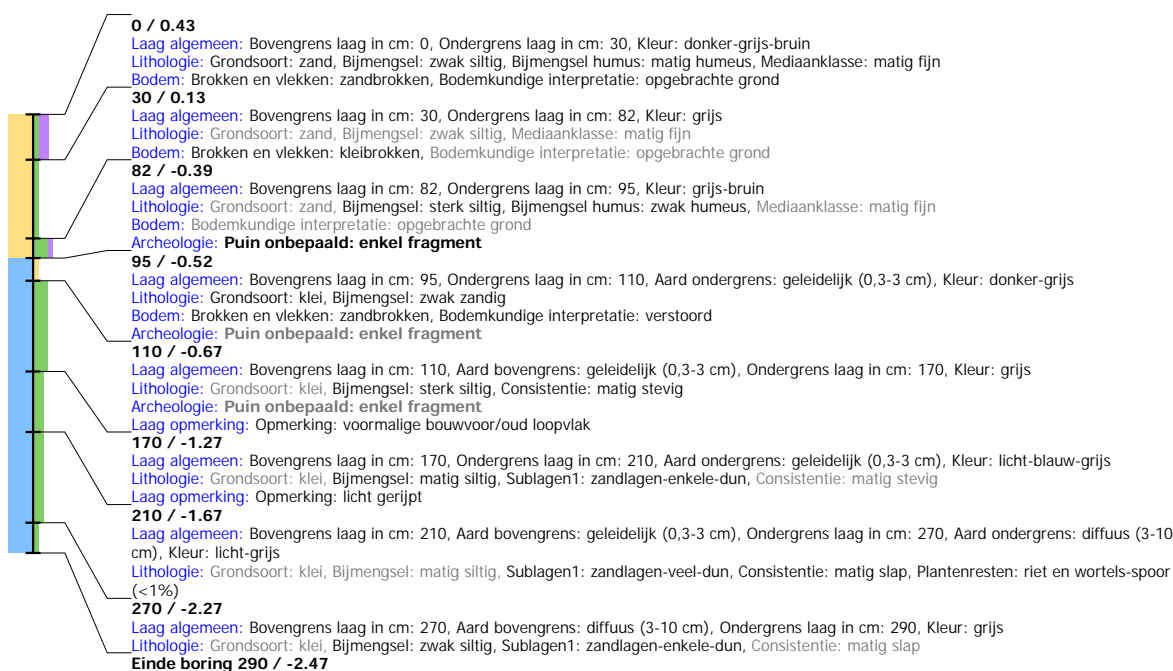 0 / 0.43
Laag algemeen: Bovengrens laag in cm: 0, Ondergrens laag in cm: 30, Kleur: donker-grijs-bruin
Lithologie: Grondsoort: zand, Bijmengsel: zwak siltig, Bijmengsel humus: matig humeus, Mediaanklasse: matig fijn
Bodem: Brokken en vlekken: zandbrokken, Bodemkundige interpretatie: opgebrachte grond
30 / 0.13
Laag algemeen: Bovengrens laag in cm: 30, Ondergrens laag in cm: 82, Kleur: grijs
Lithologie: Grondsoort: zand, Bijmengsel: zwak siltig, Mediaanklasse: matig fijn
Bodem: Brokken en vlekken: kleibrokken, Bodemkundige interpretatie: opgebrachte grond
82 / -0.39
Laag algemeen: Bovengrens laag in cm: 82, Ondergrens laag in cm: 95, Kleur: grijs-bruin
Lithologie: Grondsoort: zand, Bijmengsel: sterk siltig, Bijmengsel humus: zwak humeus, Mediaanklasse: matig fijn
Bodem: Bodemkundige interpretatie: opgebrachte grond
Archeologie: Puin onbepaald: enkel fragment
95 / -0.52
Laag algemeen: Bovengrens laag in cm: 95, Ondergrens laag in cm: 110, Aard ondergrens: geleidelijk (0,3-3 cm), Kleur: donker-grijs
Lithologie: Grondsoort: klei, Bijmengsel: zwak zandig
Bodem: Brokken en vlekken: zandbrokken, Bodemkundige interpretatie: verstoord
Archeologie: Puin onbepaald: enkel fragment
110 / -0.67
Laag algemeen: Bovengrens laag in cm: 110, Aard bovengrens: geleidelijk (0,3-3 cm), Ondergrens laag in cm: 170, Kleur: grijs
Lithologie: Grondsoort: klei, Bijmengsel: sterk siltig, Consistentie: matig stevig
Archeologie: Puin onbepaald: enkel fragment
Laag opmerking: Opmerking: voormalige bouwvoor/oud loopvlak
170 / -1.27
Laag algemeen: Bovengrens laag in cm: 170, Ondergrens laag in cm: 210, Aard ondergrens: geleidelijk (0,3-3 cm), Kleur: licht-blauw-grijs
Lithologie: Grondsoort: klei, Bijmengsel: matig siltig, Sublagen1: zandlagen-enkele-dun, Consistentie: matig stevig
Laag opmerking: Opmerking: licht gerijpt
210 / -1.67
Laag algemeen: Bovengrens laag in cm: 210, Aard bovengrens: geleidelijk (0,3-3 cm), Ondergrens laag in cm: 270, Aard ondergrens: diffuus (3-10
cm), Kleur: licht-grijs
Lithologie: Grondsoort: klei, Bijmengsel: matig siltig, Sublagen1: zandlagen-veel-dun, Consistentie: matig slap, Plantenresten: riet en wortels-spoor
(<1%)
270 / -2.27
Laag algemeen: Bovengrens laag in cm: 270, Aard bovengrens: diffuus (3-10 cm), Ondergrens laag in cm: 290, Kleur: grijs
Lithologie: Grondsoort: klei, Bijmengsel: zwak siltig, Sublagen1: zandlagen-enkele-dun, Consistentie: matig slap
Einde boring 290 / -2.47